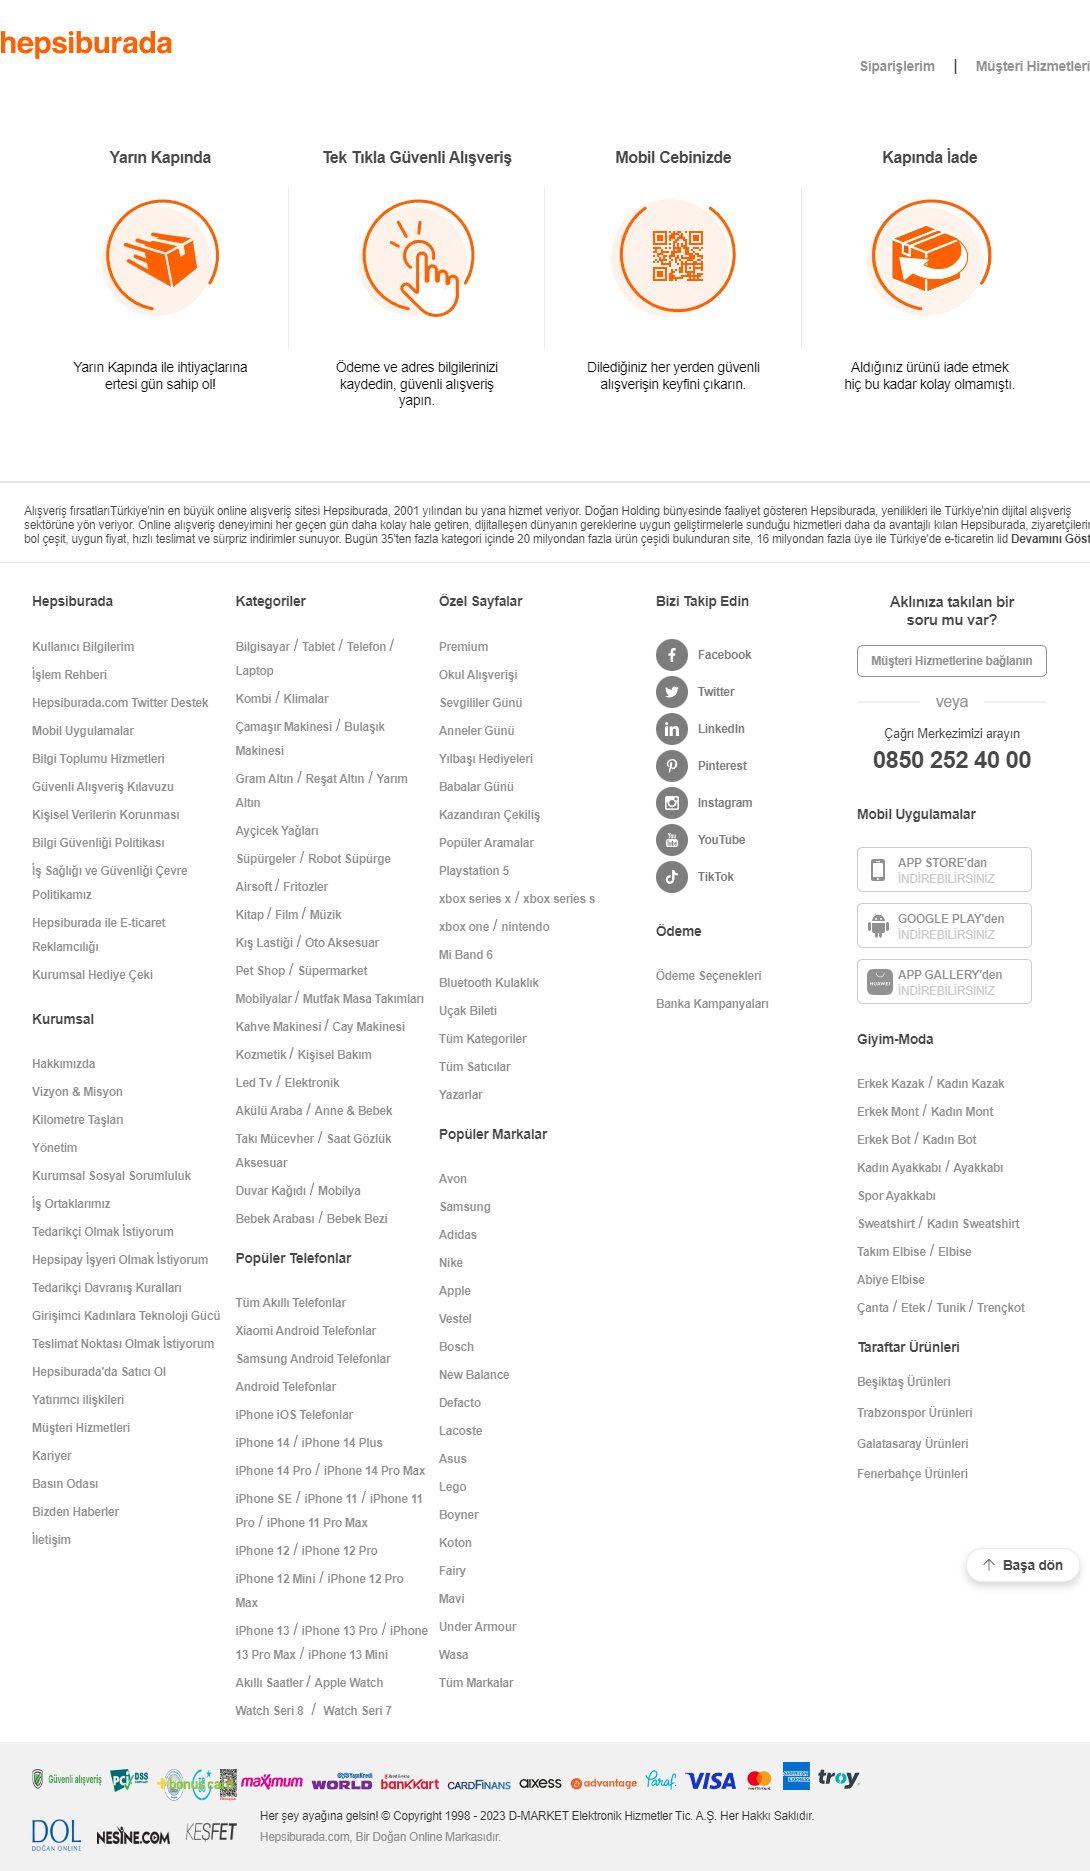 hepsiburada
Siparişlerim | Müşteri Hizmetleri
Yarın Kapında
Yarın Kapında ile ihtiyaçlarına
ertesi gün sahip ol!
Tek Tıkla Güvenli Alışveriş
Ödeme ve adres bilgilerinizi
kaydedin, güvenli alışveriş
yapın.
Mobil Cebinizde
Dilediğiniz her yerden güvenli
alışverişin keyfini çıkarın.
Kapında İade
Aldığınız ürünü iade etmek
hiç bu kadar kolay olmamıştı.
Alışveriş fırsatlarıTürkiye'nin en büyük online alışveriş sitesi Hepsiburada, 2001 yılından bu yana hizmet veriyor. Doğan Holding bünyesinde faaliyet gösteren Hepsiburada, yenilikleri ile Türkiye'nin dijital alışveriş
sektörüne yön veriyor. Online alışveriş deneyimini her geçen gün daha kolay hale getiren, dijitalleşen dünyanın gereklerine uygun geliştirmelerle sunduğu hizmetleri daha da avantajlı kılan Hepsiburada, ziyaretçilerin
bol çeşit, uygun fiyat, hızlı teslimat ve sürpriz indirimler sunuyor. Bugün 35'ten fazla kategori içinde 20 milyondan fazla ürün çeşidi bulunduran site, 16 milyondan fazla üye ile Türkiye'de e-ticaretin lid Devamını Göst
Hepsiburada
Kullanıcı Bilgilerim
İşlem Rehberi
Hepsiburada.com Twitter Destek
Mobil Uygulamalar
Bilgi Toplumu Hizmetleri
Güvenli Alışveriş Kılavuzu
Kişisel Verilerin Korunması
Bilgi Güvenliği Politikası
İş Sağlığı ve Güvenliği Çevre
Politikamız
Hepsiburada ile E-ticaret
Reklamcılığı
Kurumsal Hediye Çeki
Kurumsal
Hakkımızda
Vizyon & Misyon
Kilometre Taşları
Yönetim
Kurumsal Sosyal Sorumluluk
İş Ortaklarımız
Tedarikçi Olmak İstiyorum
Hepsipay İşyeri Olmak İstiyorum
Tedarikçi Davranış Kuralları
Girişimci Kadınlara Teknoloji Gücü
Teslimat Noktası Olmak İstiyorum
Hepsiburada'da Satıcı Ol
Yatırımcı ilişkileri
Müşteri Hizmetleri
Kariyer
Basın Odası
Bizden Haberler
İletişim
Kategoriler
Bilgisayar / Tablet / Telefon /
Laptop
Kombi / Klimalar
Çamaşır Makinesi / Bulaşık
Makinesi
Gram Altın / Reşat Altın / Yarım
Altın
Ayçicek Yağları
Süpürgeler / Robot Süpürge
Airsoft / Fritozler
Kitap / Film / Müzik
Kış Lastiği / Oto Aksesuar
Pet Shop / Süpermarket
Mobilyalar / Mutfak Masa Takımları
Kahve Makinesi / Cay Makinesi
Kozmetik / Kişisel Bakım
Led Tv / Elektronik
Akülü Araba / Anne & Bebek
Takı Mücevher / Saat Gözlük
Aksesuar
Duvar Kağıdı / Mobilya
Bebek Arabası / Bebek Bezi
Popüler Telefonlar
Tüm Akıllı Telefonlar
Xiaomi Android Telefonlar
Samsung Android Telefonlar
Android Telefonlar
iPhone iOS Telefonlar
iPhone 14 / iPhone 14 Plus
iPhone 14 Pro / iPhone 14 Pro Max
iPhone SE / iPhone 11 / iPhone 11
Pro / iPhone 11 Pro Max
iPhone 12 / iPhone 12 Pro
iPhone 12 Mini / iPhone 12 Pro
Max
iPhone 13 / iPhone 13 Pro / iPhone
13 Pro Max / iPhone 13 Mini
Akıllı Saatler / Apple Watch
Watch Seri 8 / Watch Seri 7
Özel Sayfalar
Premium
Okul Alışverişi
Sevgililer Günü
Anneler Günü
Yılbaşı Hediyeleri
Babalar Günü
Kazandıran Çekiliş
Popüler Aramalar
Playstation 5
xbox series x / xbox series s
xbox one / nintendo
Mi Band 6
Bluetooth Kulaklık
Uçak Bileti
Tüm Kategoriler
Tüm Satıcılar
Yazarlar
Popüler Markalar
Avon
Samsung
Adidas
Nike
Apple
Vestel
Bosch
New Balance
Defacto
Lacoste
Asus
Lego
Boyner
Koton
Fairy
Mavi
Under Armour
Wasa
Tüm Markalar
Bizi Takip Edin
Facebook
Twitter
LinkedIn
Pinterest
Instagram
YouTube
TikTok
Ödeme
Ödeme Seçenekleri
Banka Kampanyaları
Aklınıza takılan bir
soru mu var?
Müşteri Hizmetlerine bağlanın
veya
Çağrı Merkezimizi arayın
0850 252 40 00
Mobil Uygulamalar
APP STORE'dan
İNDİREBİLİRSİNİZ
GOOGLE PLAY'den
İNDİREBİLİRSİNİZ
HUAWEI
APP GALLERY'den
İNDİREBİLİRSİNİZ
Giyim-Moda
Erkek Kazak / Kadın Kazak
Erkek Mont / Kadın Mont
Erkek Bot / Kadın Bot
Kadın Ayakkabı / Ayakkabı
Spor Ayakkabı
Sweatshirt / Kadın Sweatshirt
Takım Elbise / Elbise
Abiye Elbise
Çanta / Etek / Tunik / Trençkot
Taraftar Ürünleri
Beşiktaş Ürünleri
Trabzonspor Ürünleri
Galatasaray Ürünleri
Fenerbahçe Ürünleri
Başa dön
Güvenli alışveriş PCI DSS bonus card maximum YapıKredi WORLD bankkart CARDFINANS axess advantage Paraf VISA mastercard AMERICAN EXPRESS troy
DOL DOĞAN ONLINE NESİNE.COM KEŞFET
Her şey ayağına gelsin! © Copyright 1998 - 2023 D-MARKET Elektronik Hizmetler Tic. A.Ş. Her Hakkı Saklıdır.
Hepsiburada.com, Bir Doğan Online Markasıdır.